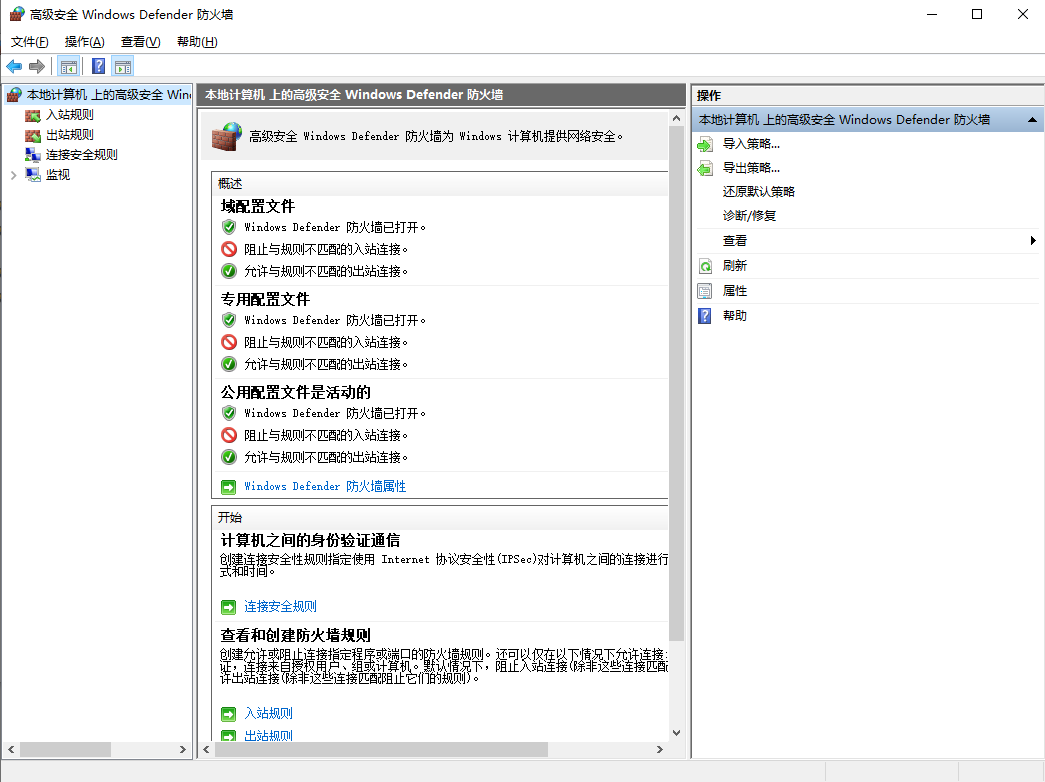 高级安全 Windows Defender 防火墙
文件(F) 操作(A) 查看(V) 帮助(H)
本地计算机 上的高级安全 Win
入站规则
出站规则
连接安全规则
监视
本地计算机 上的高级安全 Windows Defender 防火墙
高级安全 Windows Defender 防火墙为 Windows 计算机提供网络安全。
概述
域配置文件
Windows Defender 防火墙已打开。
阻止与规则不匹配的入站连接。
允许与规则不匹配的出站连接。
专用配置文件
Windows Defender 防火墙已打开。
阻止与规则不匹配的入站连接。
允许与规则不匹配的出站连接。
公用配置文件是活动的
Windows Defender 防火墙已打开。
阻止与规则不匹配的入站连接。
允许与规则不匹配的出站连接。
Windows Defender 防火墙属性
开始
计算机之间的身份验证通信
创建连接安全性规则指定使用 Internet 协议安全性(IPSec)对计算机之间的连接进行
式和时间。
连接安全规则
查看和创建防火墙规则
创建允许或阻止连接指定程序或端口的防火墙规则。还可以仅在以下情况下允许连接:
证，连接来自授权用户、组或计算机。默认情况下，阻止入站连接(除非这些连接匹配
许出站连接(除非这些连接匹配阻止它们的规则)。
入站规则
出站规则
操作
本地计算机 上的高级安全 Windows Defender 防火墙
导入策略...
导出策略...
还原默认策略
诊断/修复
查看
刷新
属性
帮助